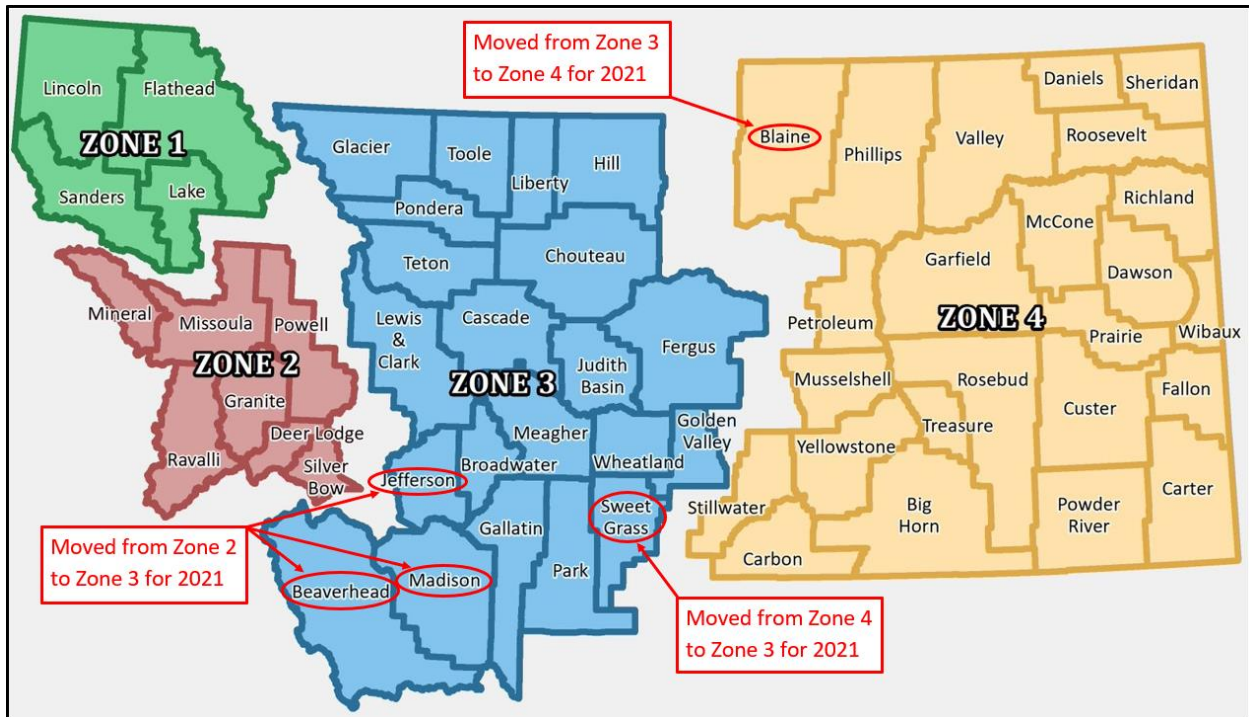 Moved from Zone 3
to Zone 4 for 2021
Lincoln
Flathead
ZONE 1
Sanders
Lake
Mineral
Missoula
Powell
ZONE 2
Granite
Deer Lodge
Ravalli
Silver
Bow
Glacier
Toole
Liberty
Hill
Pondera
Teton
Chouteau
Lewis
&
Clark
Cascade
Judith
Basin
Fergus
ZONE 3
Meagher
Golden
Valley
Broadwater
Wheatland
Jefferson
Gallatin
Sweet
Grass
Park
Madison
Beaverhead
Moved from Zone 2
to Zone 3 for 2021
Moved from Zone 4
to Zone 3 for 2021
Blaine
Phillips
Valley
Daniels
Sheridan
Roosevelt
Richland
McCone
Garfield
Dawson
Petroleum
ZONE 4
Prairie
Wibaux
Musselshell
Rosebud
Fallon
Custer
Treasure
Yellowstone
Stillwater
Big
Horn
Powder
River
Carter
Carbon